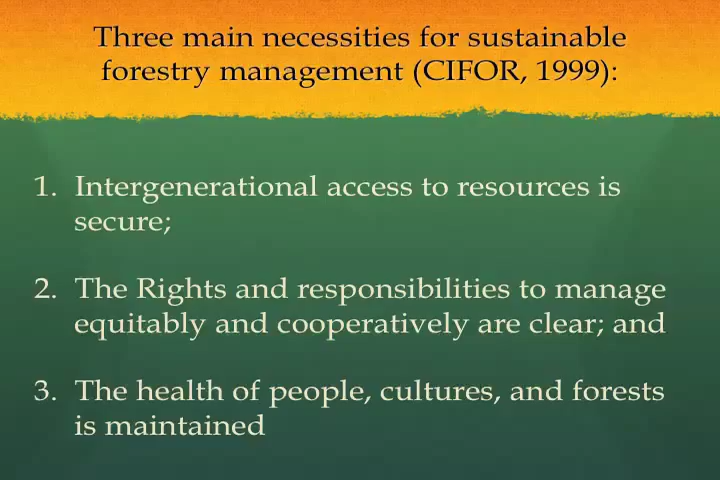 Three main necessities for sustainable
forestry management (CIFOR, 1999):
1. Intergenerational access to resources is
secure;
2. The Rights and responsibilities to manage
equitably and cooperatively are clear; and
3. The health of people, cultures, and forests
is maintained